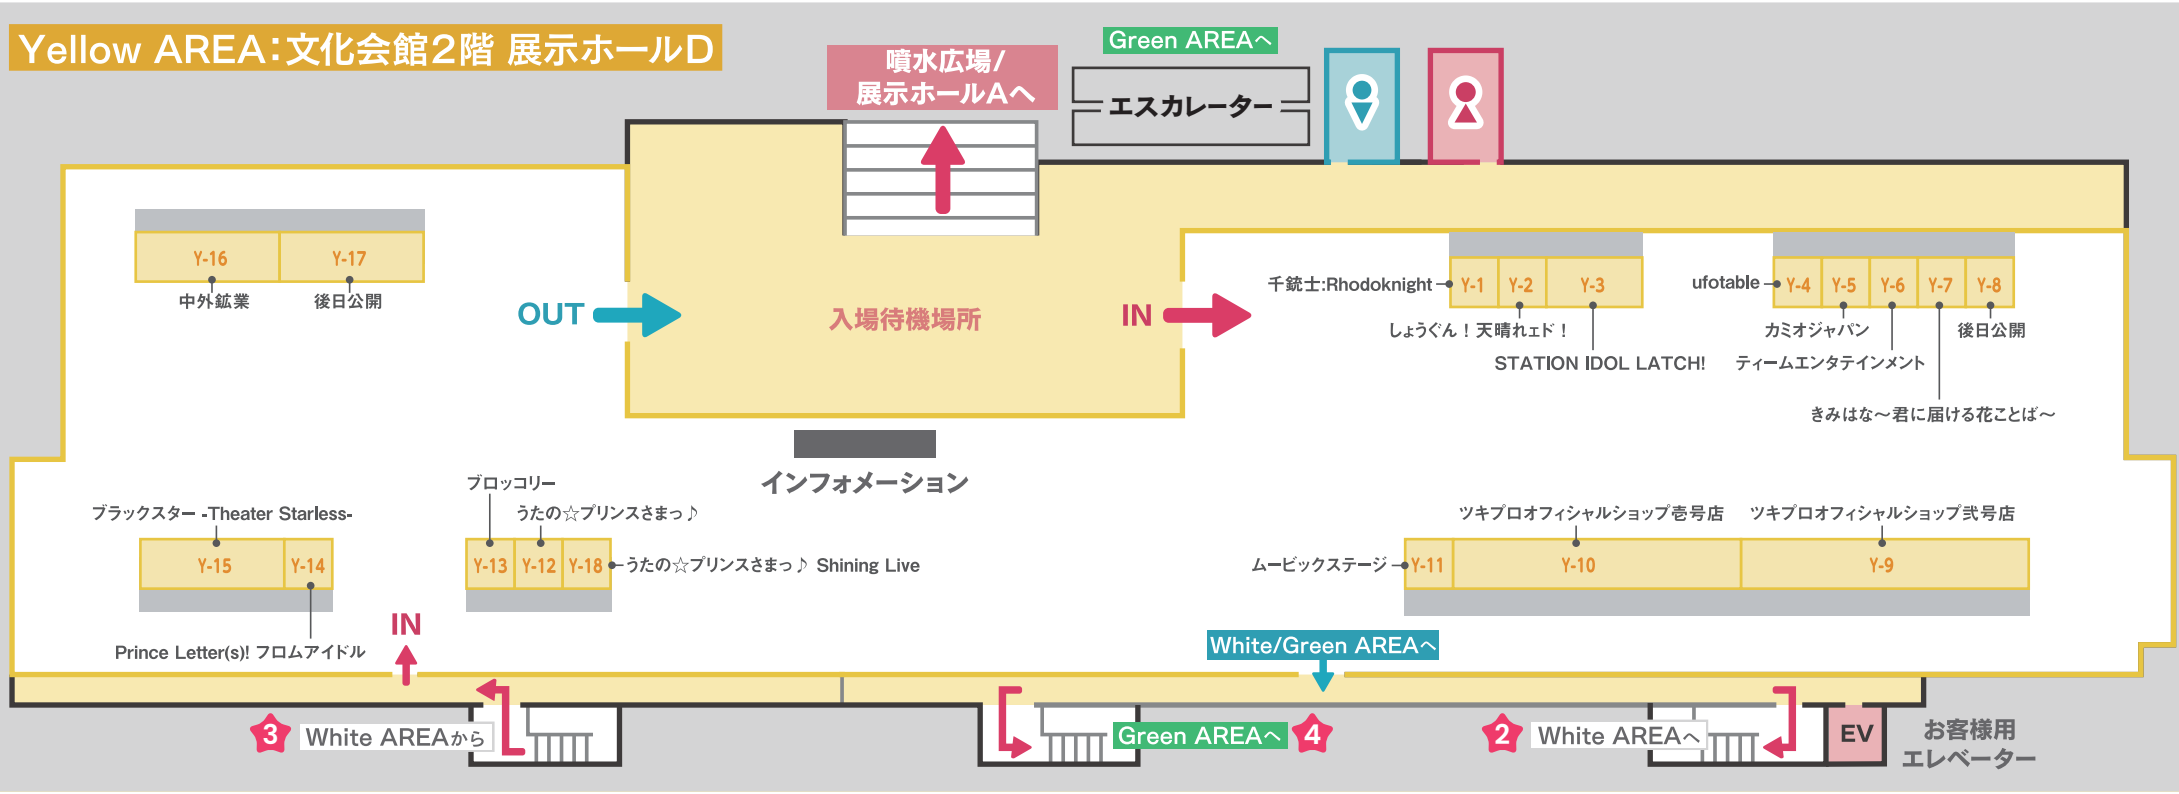 Yellow AREA：文化会館2階 展示ホールD
噴水広場/
展示ホールAへ
Green AREAへ
エスカレーター
Y-16
Y-17
中外鉱業
後日公開
OUT
入場待機場所
IN
千銃士:Rhodoknight
Y-1
Y-2
Y-3
しょうぐん！天晴れェド！
STATION IDOL LATCH!
ufotable
Y-4
Y-5
Y-6
Y-7
Y-8
カミオジャパン
後日公開
ティームエンタテインメント
きみはな～君に届ける花ことば～
インフォメーション
ブラックスター -Theater Starless-
Y-15
Y-14
Prince Letter(s)! フロムアイドル
ブロッコリー
うたの☆プリンスさまっ♪
Y-13
Y-12
Y-18
うたの☆プリンスさまっ♪ Shining Live
ツキプロオフィシャルショップ壱号店
ツキプロオフィシャルショップ弐号店
ムービックステージ
Y-11
Y-10
Y-9
IN
White/Green AREAへ
3
White AREAから
Green AREAへ
4
2
White AREAへ
EV
お客様用
エレベーター